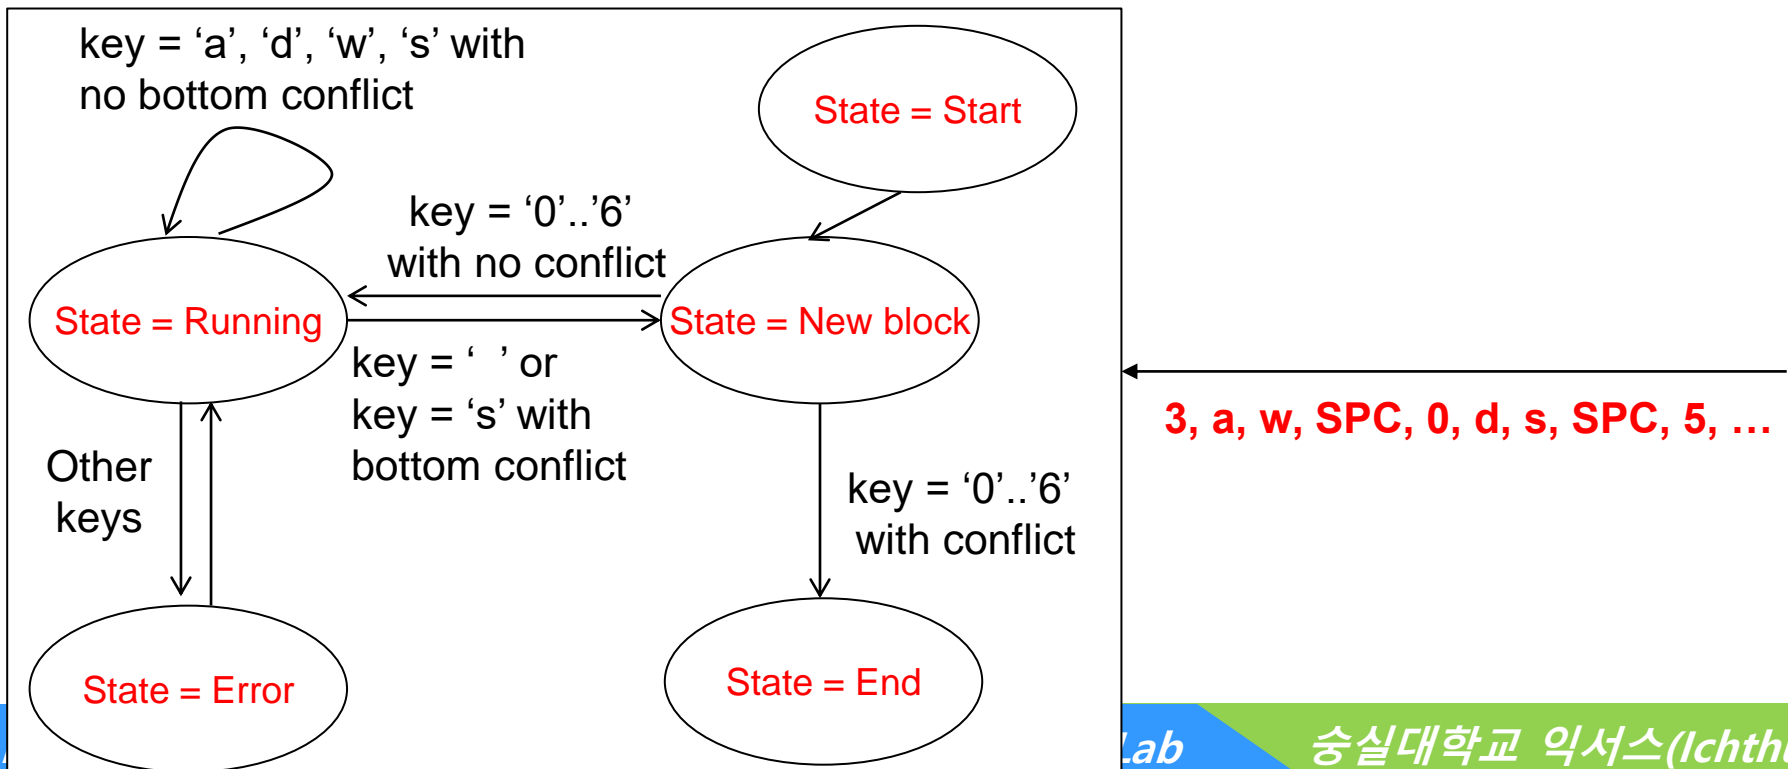 key = ‘a’, ‘d’, ‘w’, ‘s’ with
no bottom conflict
State = Start
key = ‘0’..’6’
with no conflict
State = Running
State = New block
key = ‘ ’ or
key = ‘s’ with
bottom conflict
3, a, w, SPC, 0, d, s, SPC, 5, …
Other
keys
key = ‘0’..’6’
with conflict
State = Error
State = End
숭실대학교 익서스